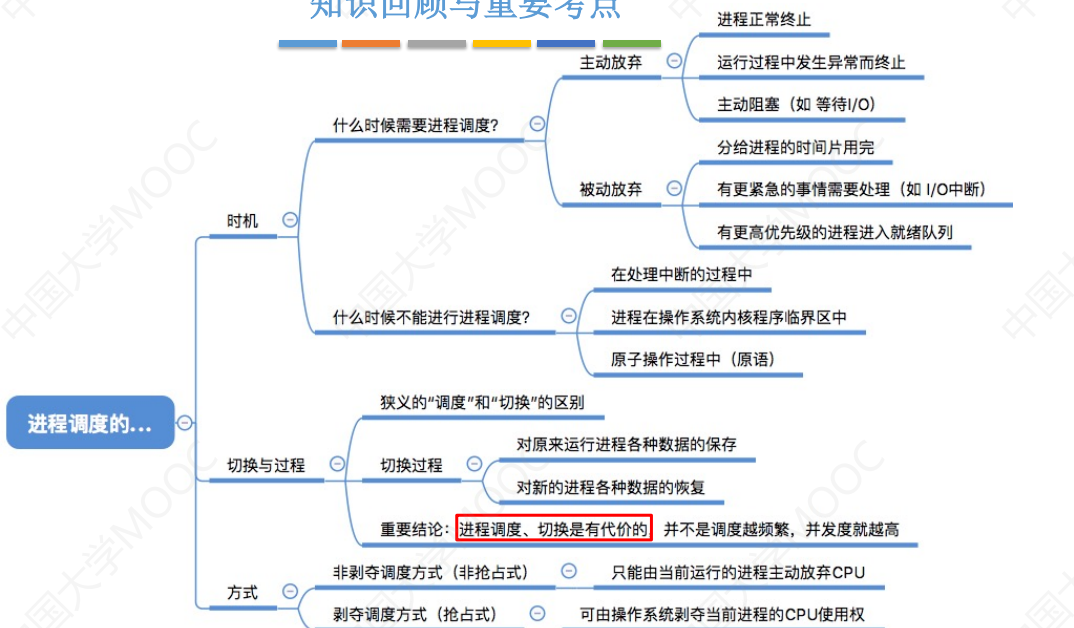 知识回顾与重要考点
进程正常终止
主动放弃
运行过程中发生异常而终止
主动阻塞（如 等待I/O）
什么时候需要进程调度?
分给进程的时间片用完
被动放弃
有更紧急的事情需要处理（如 I/O中断）
有更高优先级的进程进入就绪队列
时机
在处理中断的过程中
什么时候不能进行进程调度?
进程在操作系统内核程序临界区中
原子操作过程中（原语）
进程调度的...
狭义的“调度”和“切换”的区别
切换与过程
切换过程
对原来运行进程各种数据的保存
对新的进程各种数据的恢复
重要结论：进程调度、切换是有代价的，并不是调度越频繁，并发度就越高
方式
非剥夺调度方式（非抢占式）
只能由当前运行的进程主动放弃CPU
剥夺调度方式（抢占式）
可由操作系统剥夺当前进程的CPU使用权
中国大学MOOC